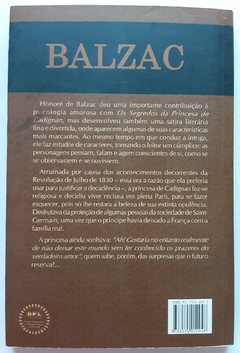 BALZAC
Honoré de Balzac deu uma importante contribuição à
psicologia amorosa com Os Segredos da Princesa de
Cadignan, mas desenvolveu também uma sátira literária
fina e divertida, onde aparecem algumas de suas características
mais marcantes. Ao mesmo tempo em que conduz a intriga,
ele faz estudos de caracteres, tornando o leitor um cúmplice: as
personagens pensam, falam e agem conscientes de si, como se
se observassem e se ouvissem.
Arruinada por causa dos acontecimentos decorrentes da
Revolução de Julho de 1830 – essa era a razão que ela preferia
usar para justificar a decadência –, a princesa de Cadignan fez-se
religiosa e decidiu viver reclusa em plena Paris, para se fazer
esquecer, pois só lhe restara a beleza de sua extinta opulência.
Desfrutava da proteção de algumas pessoas da sociedade de Saint-
Germain, uma vez que o príncipe havia deixado a França com a
família real.
A princesa ainda sonhava: "Ah! Gostaria no entanto realmente
de não deixar este mundo sem ter conhecido os prazeres do
verdadeiro amor"; quem sabe, porém, das surpresas que o futuro
reserva?...
D.P.L.